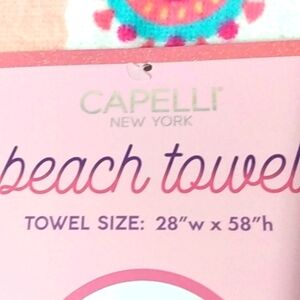 CAPELLI
NEW YORK
beach towel
TOWEL SIZE: 28"w x 58"h